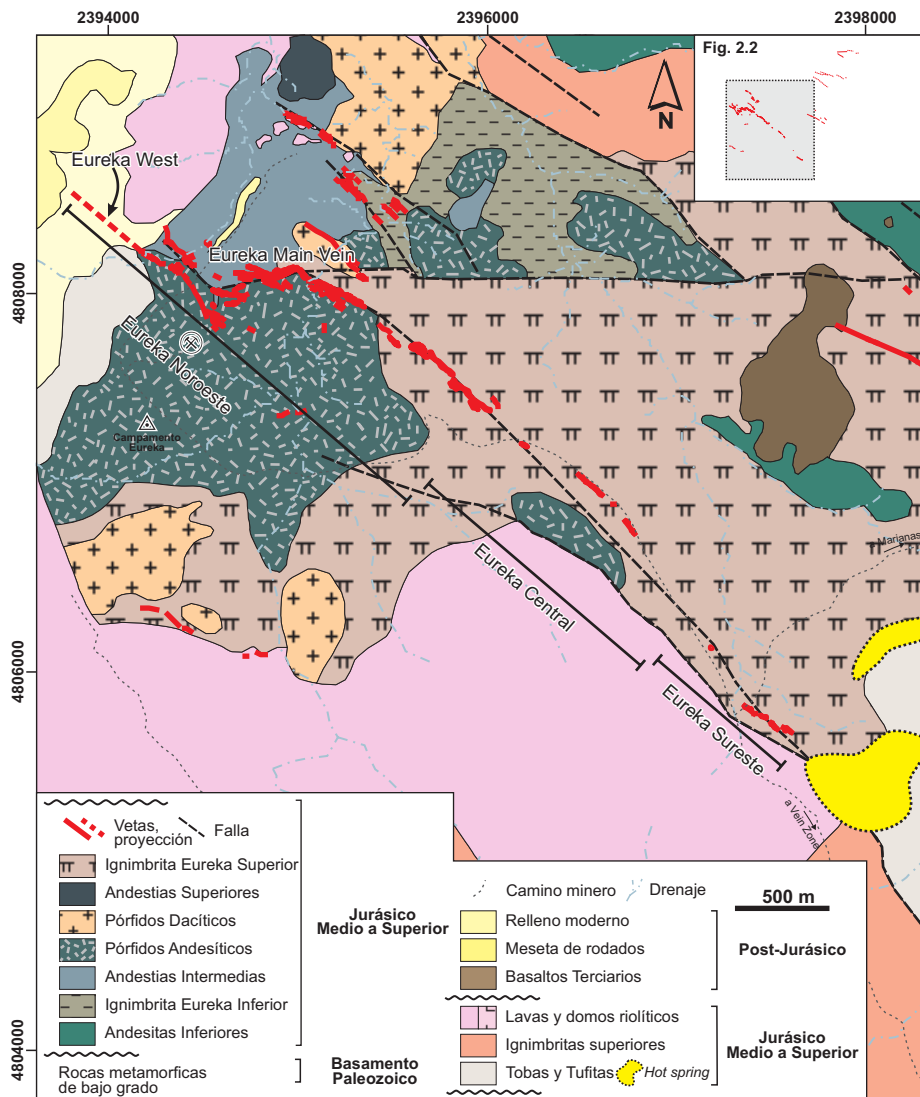 2394000
2396000
2398000
Fig. 2.2
N
Eureka West
Eureka Main Vein
4808000
Eureka Noroeste
Campamento
Eureka
Marianas
Eureka Central
4806000
Eureka Sureste
a Vein Zone
Vetas,
proyección
Falla
Ignimbrita Eureka Superior
Andestias Superiores
Pórfidos Dacíticos
Pórfidos Andesíticos
Andestias Intermedias
Ignimbrita Eureka Inferior
Andesitas Inferiores
Jurásico
Medio a Superior
Rocas metamorficas
de bajo grado
Basamento
Paleozoico
Camino minero
Drenaje
500 m
Relleno moderno
Meseta de rodados
Basaltos Terciarios
Post-Jurásico
Lavas y domos riolíticos
Ignimbritas superiores
Tobas y Tufitas
Hot spring
Jurásico
Medio a Superior
4804000